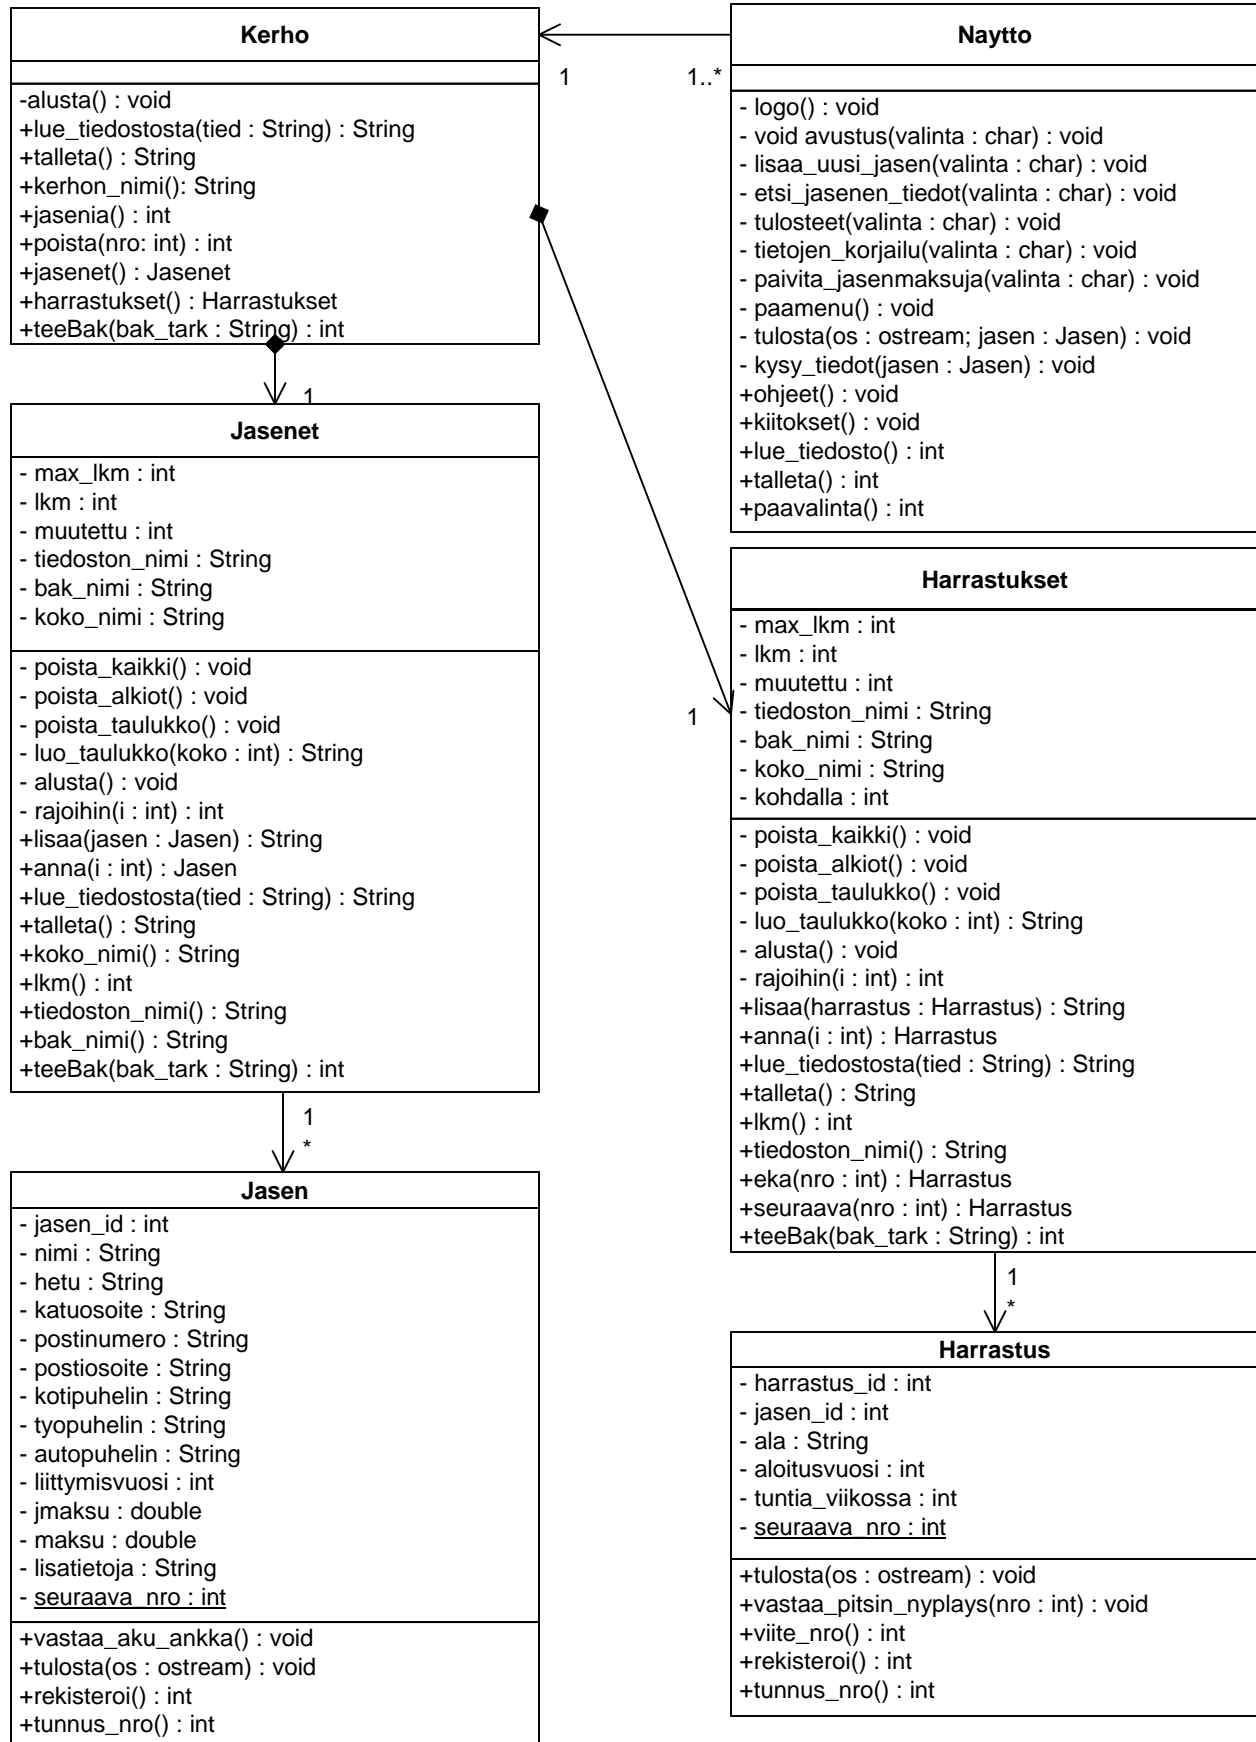 Kerho
-alusta() : void
+lue_tiedostosta(tied : String) : String
+talleta() : String
+kerhon_nimi(): String
+jasenia() : int
+poista(nro: int) : int
+jasenet() : Jasenet
+harrastukset() : Harrastukset
+teeBak(bak_tark : String) : int
1
1..*
Naytto
- logo() : void
- void avustus(valinta : char) : void
- lisaa_uusi_jasen(valinta : char) : void
- etsi_jasenen_tiedot(valinta : char) : void
- tulosteet(valinta : char) : void
- tietojen_korjailu(valinta : char) : void
- paivita_jasenmaksuja(valinta : char) : void
- paamenu() : void
- tulosta(os : ostream; jasen : Jasen) : void
- kysy_tiedot(jasen : Jasen) : void
+ohjeet() : void
+kiitokset() : void
+lue_tiedosto() : int
+talleta() : int
+paavalinta() : int
1
Jasenet
- max_lkm : int
- lkm : int
- muutettu : int
- tiedoston_nimi : String
- bak_nimi : String
- koko_nimi : String
- poista_kaikki() : void
- poista_alkiot() : void
- poista_taulukko() : void
- luo_taulukko(koko : int) : String
- alusta() : void
- rajoihin(i : int) : int
+lisaa(jasen : Jasen) : String
+anna(i : int) : Jasen
+lue_tiedostosta(tied : String) : String
+talleta() : String
+koko_nimi() : String
+lkm() : int
+tiedoston_nimi() : String
+bak_nimi() : String
+teeBak(bak_tark : String) : int
1
Harrastukset
- max_lkm : int
- lkm : int
- muutettu : int
- tiedoston_nimi : String
- bak_nimi : String
- koko_nimi : String
- kohdalla : int
- poista_kaikki() : void
- poista_alkiot() : void
- poista_taulukko() : void
- luo_taulukko(koko : int) : String
- alusta() : void
- rajoihin(i : int) : int
+lisaa(harrastus : Harrastus) : String
+anna(i : int) : Harrastus
+lue_tiedostosta(tied : String) : String
+talleta() : String
+lkm() : int
+tiedoston_nimi() : String
+eka(nro : int) : Harrastus
+seuraava(nro : int) : Harrastus
+teeBak(bak_tark : String) : int
1
*
Jasen
- jasen_id : int
- nimi : String
- hetu : String
- katuosoite : String
- postinumero : String
- postiosoite : String
- kotipuhelin : String
- tyopuhelin : String
- autopuhelin : String
- liittymisvuosi : int
- jmaksu : double
- maksu : double
- lisatietoja : String
- seuraava_nro : int
+vastaa_aku_ankka() : void
+tulosta(os : ostream) : void
+rekisteroi() : int
+tunnus_nro() : int
1
*
Harrastus
- harrastus_id : int
- jasen_id : int
- ala : String
- aloitusvuosi : int
- tuntia_viikossa : int
- seuraava_nro : int
+tulosta(os : ostream) : void
+vastaa_pitsin_nyplays(nro : int) : void
+viite_nro() : int
+rekisteroi() : int
+tunnus_nro() : int